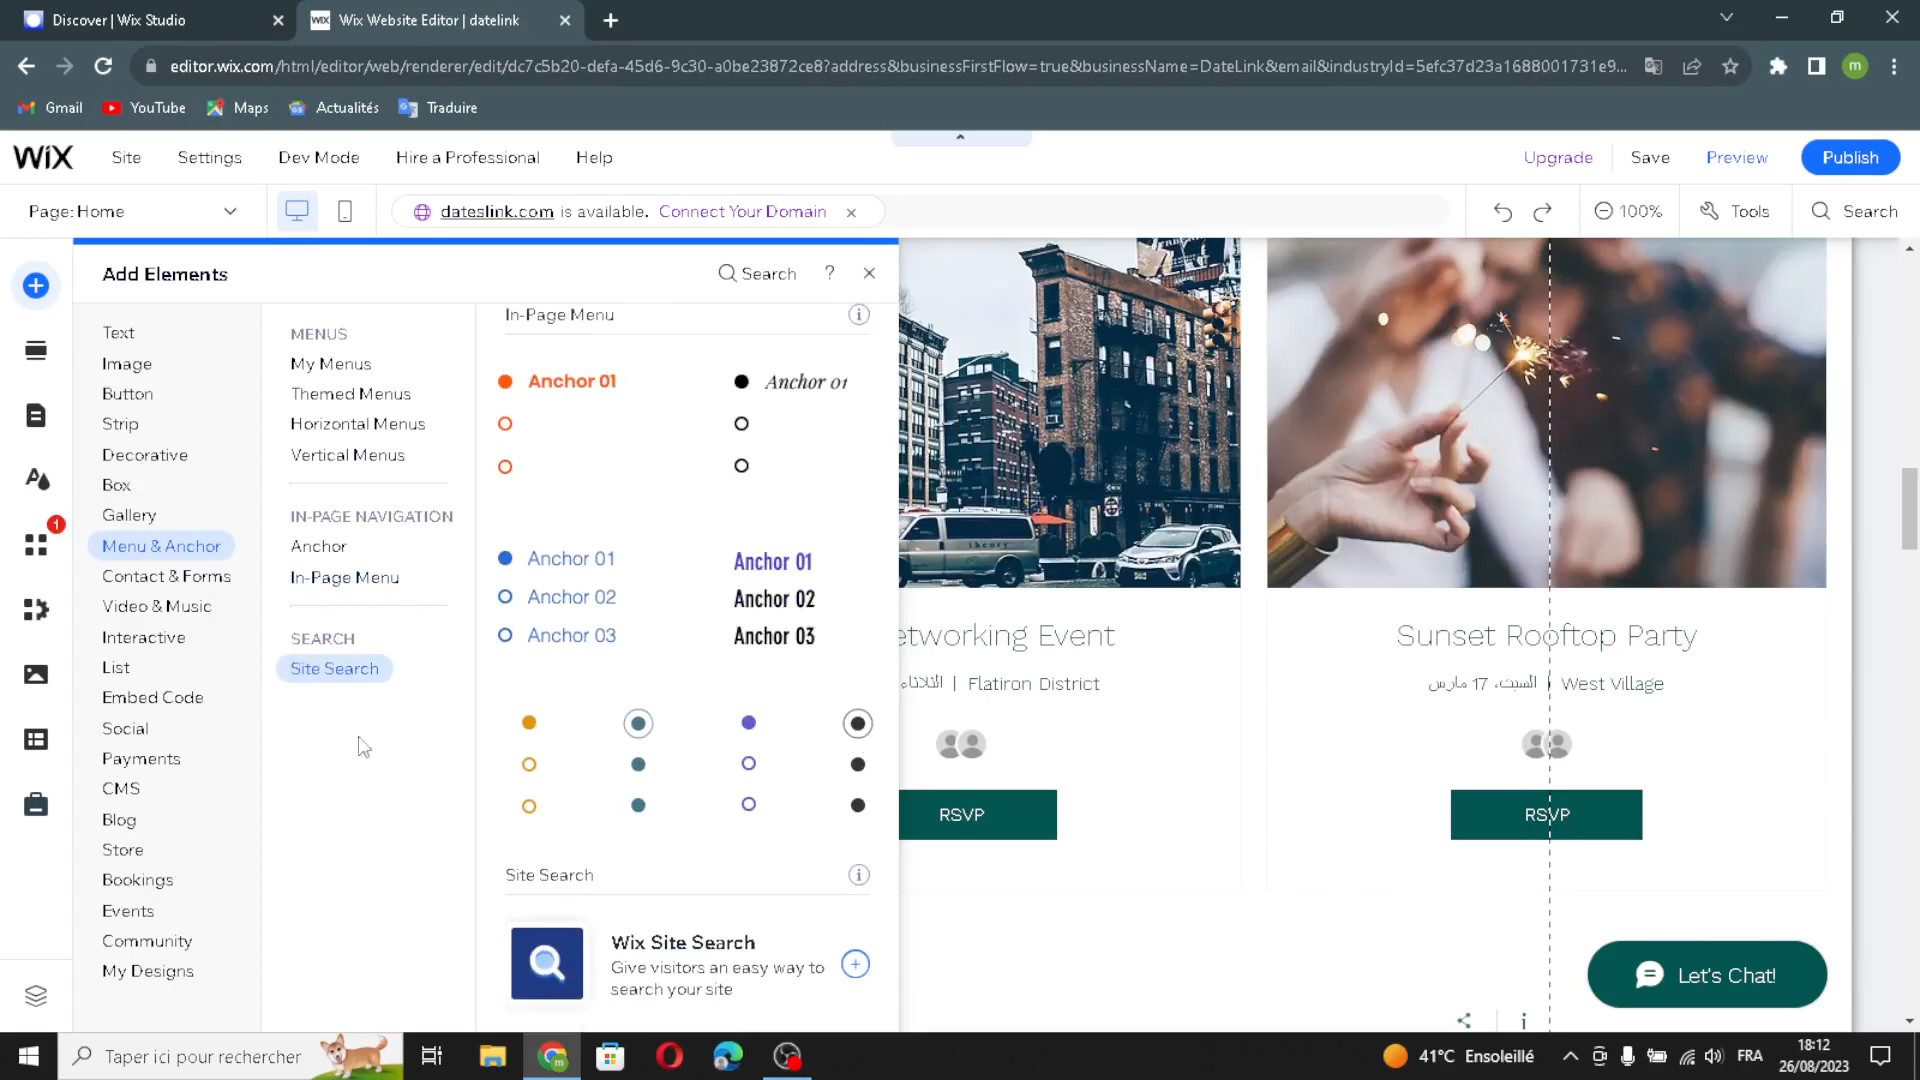 Discover | Wix Studio
WIX Wix Website Editor | datelink
editor.wix.com/html/editor/web/renderer/edit/dc7c5b20-defa-45d6-9c30-a0be23872ce8?address&businessFirstFlow=true&businessName=DateLink&email&industryId=5efc37d23a1688001731e9...
m
Gmail YouTube Maps Actualités Traduire
WiX Site Settings Dev Mode Hire a Professional Help Upgrade Save Preview Publish
Page: Home dateslink.com is available. Connect Your Domain 100% Tools Search
Add Elements Search ?
1
Text
Image
Button
Strip
Decorative
Box
Gallery
Menu & Anchor
Contact & Forms
Video & Music
Interactive
List
Embed Code
Social
Payments
CMS
Blog
Store
Bookings
Events
Community
My Designs
MENUS
My Menus
Themed Menus
Horizontal Menus
Vertical Menus
IN-PAGE NAVIGATION
Anchor
In-Page Menu
SEARCH
Site Search
In-Page Menu
Anchor 01 Anchor 01
Anchor 01 Anchor 01
Anchor 02 Anchor 02
Anchor 03 Anchor 03
Site Search
Wix Site Search
Give visitors an easy way to
search your site
theory
etworking Event
الثلاثاء | Flatiron District
RSVP
Sunset Rooftop Party
السبت، 17 مارس | West Village
RSVP
Let's Chat!
Taper ici pour rechercher
41°C Ensoleillé
FRA
18:12
26/08/2023